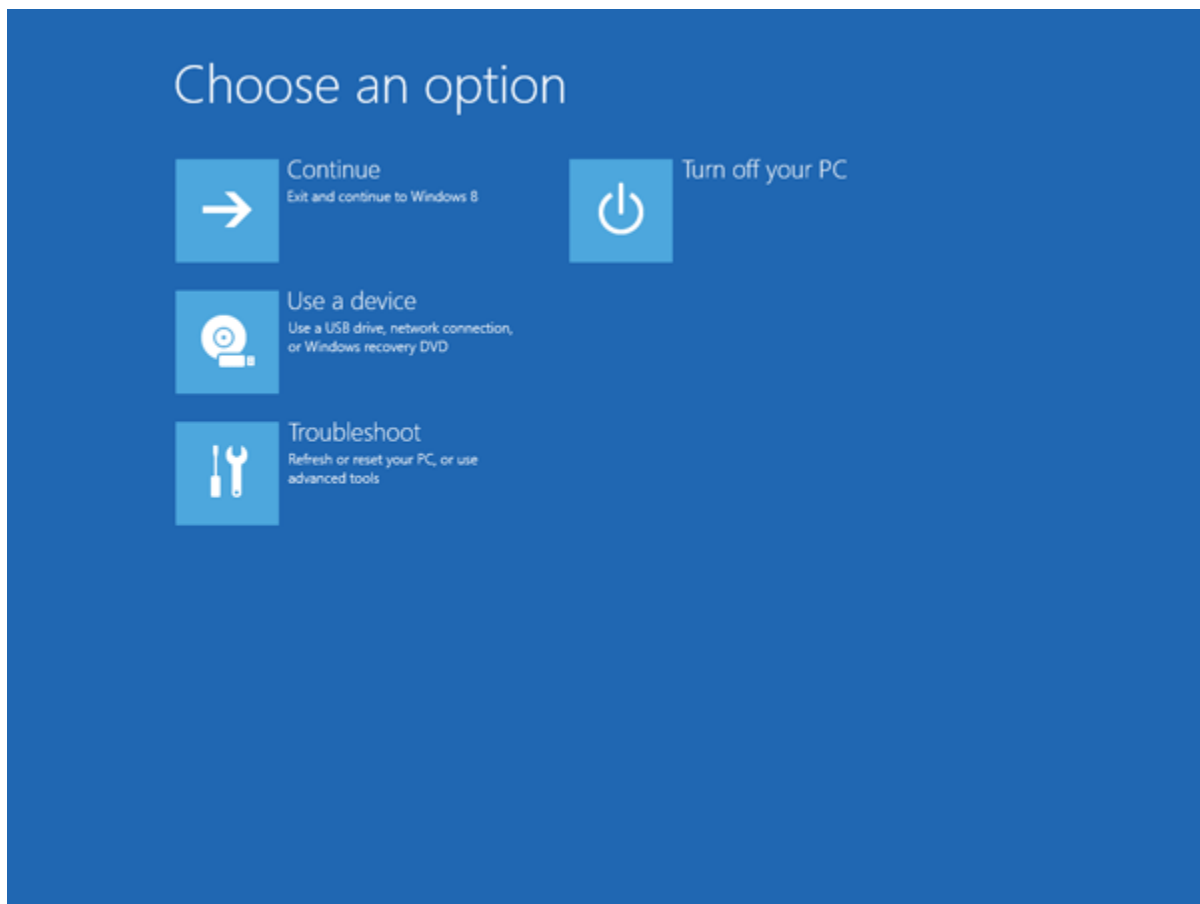 Choose an option
Continue
Exit and continue to Windows 8
Turn off your PC
Use a device
Use a USB drive, network connection,
or Windows recovery DVD
Troubleshoot
Refresh or reset your PC, or use
advanced tools